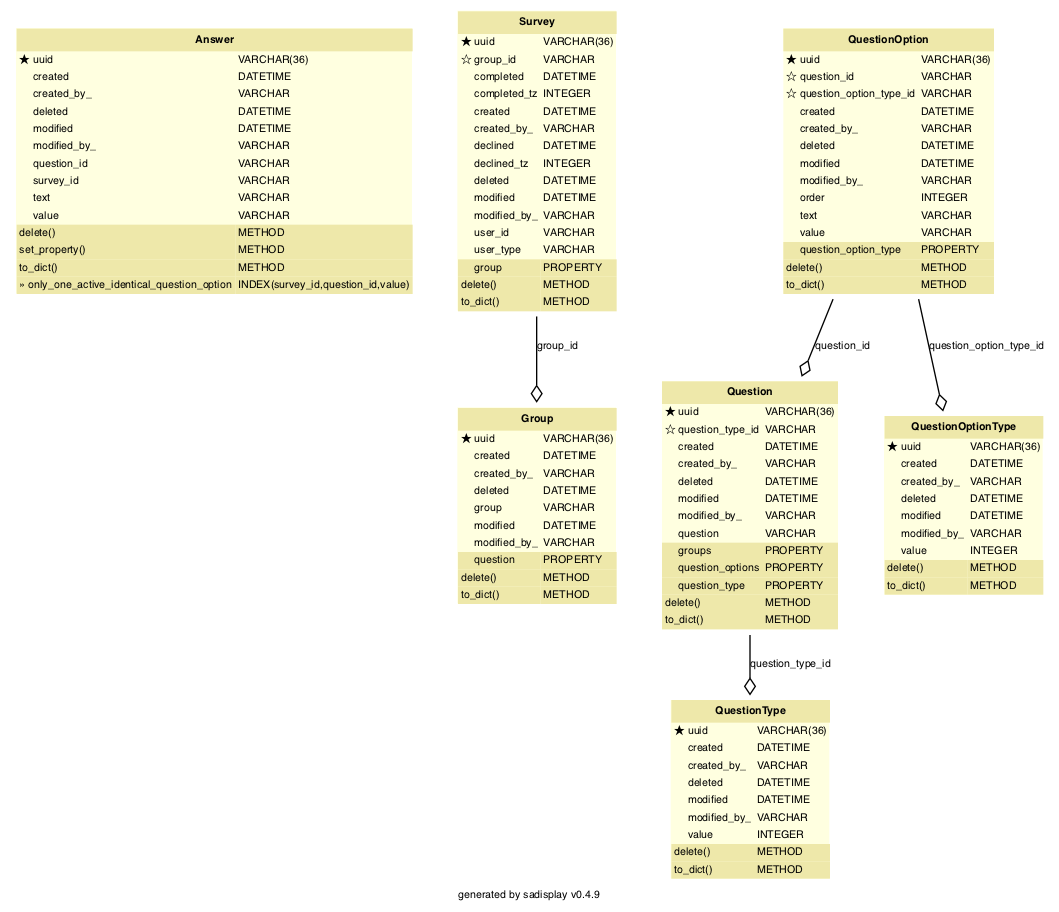 Answer
★ uuid VARCHAR(36)
created DATETIME
created_by_ VARCHAR
deleted DATETIME
modified DATETIME
modified_by_ VARCHAR
question_id VARCHAR
survey_id VARCHAR
text VARCHAR
value VARCHAR
delete() METHOD
set_property() METHOD
to_dict() METHOD
» only_one_active_identical_question_option INDEX(survey_id,question_id,value)
Survey
★ uuid VARCHAR(36)
☆ group_id VARCHAR
completed DATETIME
completed_tz INTEGER
created DATETIME
created_by_ VARCHAR
declined DATETIME
declined_tz INTEGER
deleted DATETIME
modified DATETIME
modified_by_ VARCHAR
user_id VARCHAR
user_type VARCHAR
group PROPERTY
delete() METHOD
to_dict() METHOD
QuestionOption
★ uuid VARCHAR(36)
☆ question_id VARCHAR
☆ question_option_type_id VARCHAR
created DATETIME
created_by_ VARCHAR
deleted DATETIME
modified DATETIME
modified_by_ VARCHAR
order INTEGER
text VARCHAR
value VARCHAR
question_option_type PROPERTY
delete() METHOD
to_dict() METHOD
group_id
question_id
question_option_type_id
Group
★ uuid VARCHAR(36)
created DATETIME
created_by_ VARCHAR
deleted DATETIME
group VARCHAR
modified DATETIME
modified_by_ VARCHAR
question PROPERTY
delete() METHOD
to_dict() METHOD
Question
★ uuid VARCHAR(36)
☆ question_type_id VARCHAR
created DATETIME
created_by_ VARCHAR
deleted DATETIME
modified DATETIME
modified_by_ VARCHAR
question VARCHAR
groups PROPERTY
question_options PROPERTY
question_type PROPERTY
delete() METHOD
to_dict() METHOD
QuestionOptionType
★ uuid VARCHAR(36)
created DATETIME
created_by_ VARCHAR
deleted DATETIME
modified DATETIME
modified_by_ VARCHAR
value INTEGER
delete() METHOD
to_dict() METHOD
question_type_id
QuestionType
★ uuid VARCHAR(36)
created DATETIME
created_by_ VARCHAR
deleted DATETIME
modified DATETIME
modified_by_ VARCHAR
value INTEGER
delete() METHOD
to_dict() METHOD
generated by sadisplay v0.4.9